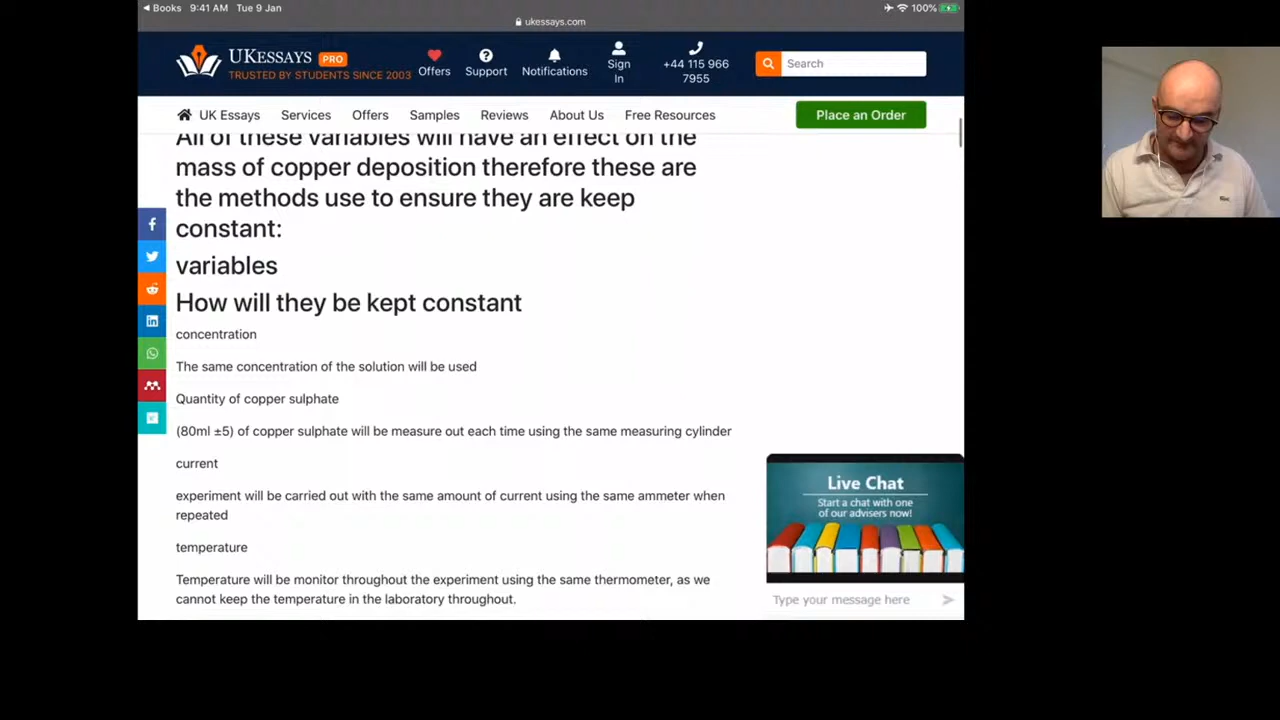 Books 9:41 AM Tue 9 Jan 100%
ukessays.com
UKESSAYS PRO
TRUSTED BY STUDENTS SINCE 2003
Offers
Support
Notifications
Sign
In
+44 115 966
7955
Search
UK Essays Services Offers Samples Reviews About Us Free Resources Place an Order
All of these variables will have an effect on the
mass of copper deposition therefore these are
the methods use to ensure they are keep
constant:
variables
How will they be kept constant
concentration
The same concentration of the solution will be used
Quantity of copper sulphate
(80ml ±5) of copper sulphate will be measure out each time using the same measuring cylinder
current
experiment will be carried out with the same amount of current using the same ammeter when
repeated
temperature
Temperature will be monitor throughout the experiment using the same thermometer, as we
cannot keep the temperature in the laboratory throughout.
Live Chat
Start a chat with one
of our advisers now!
Type your message here